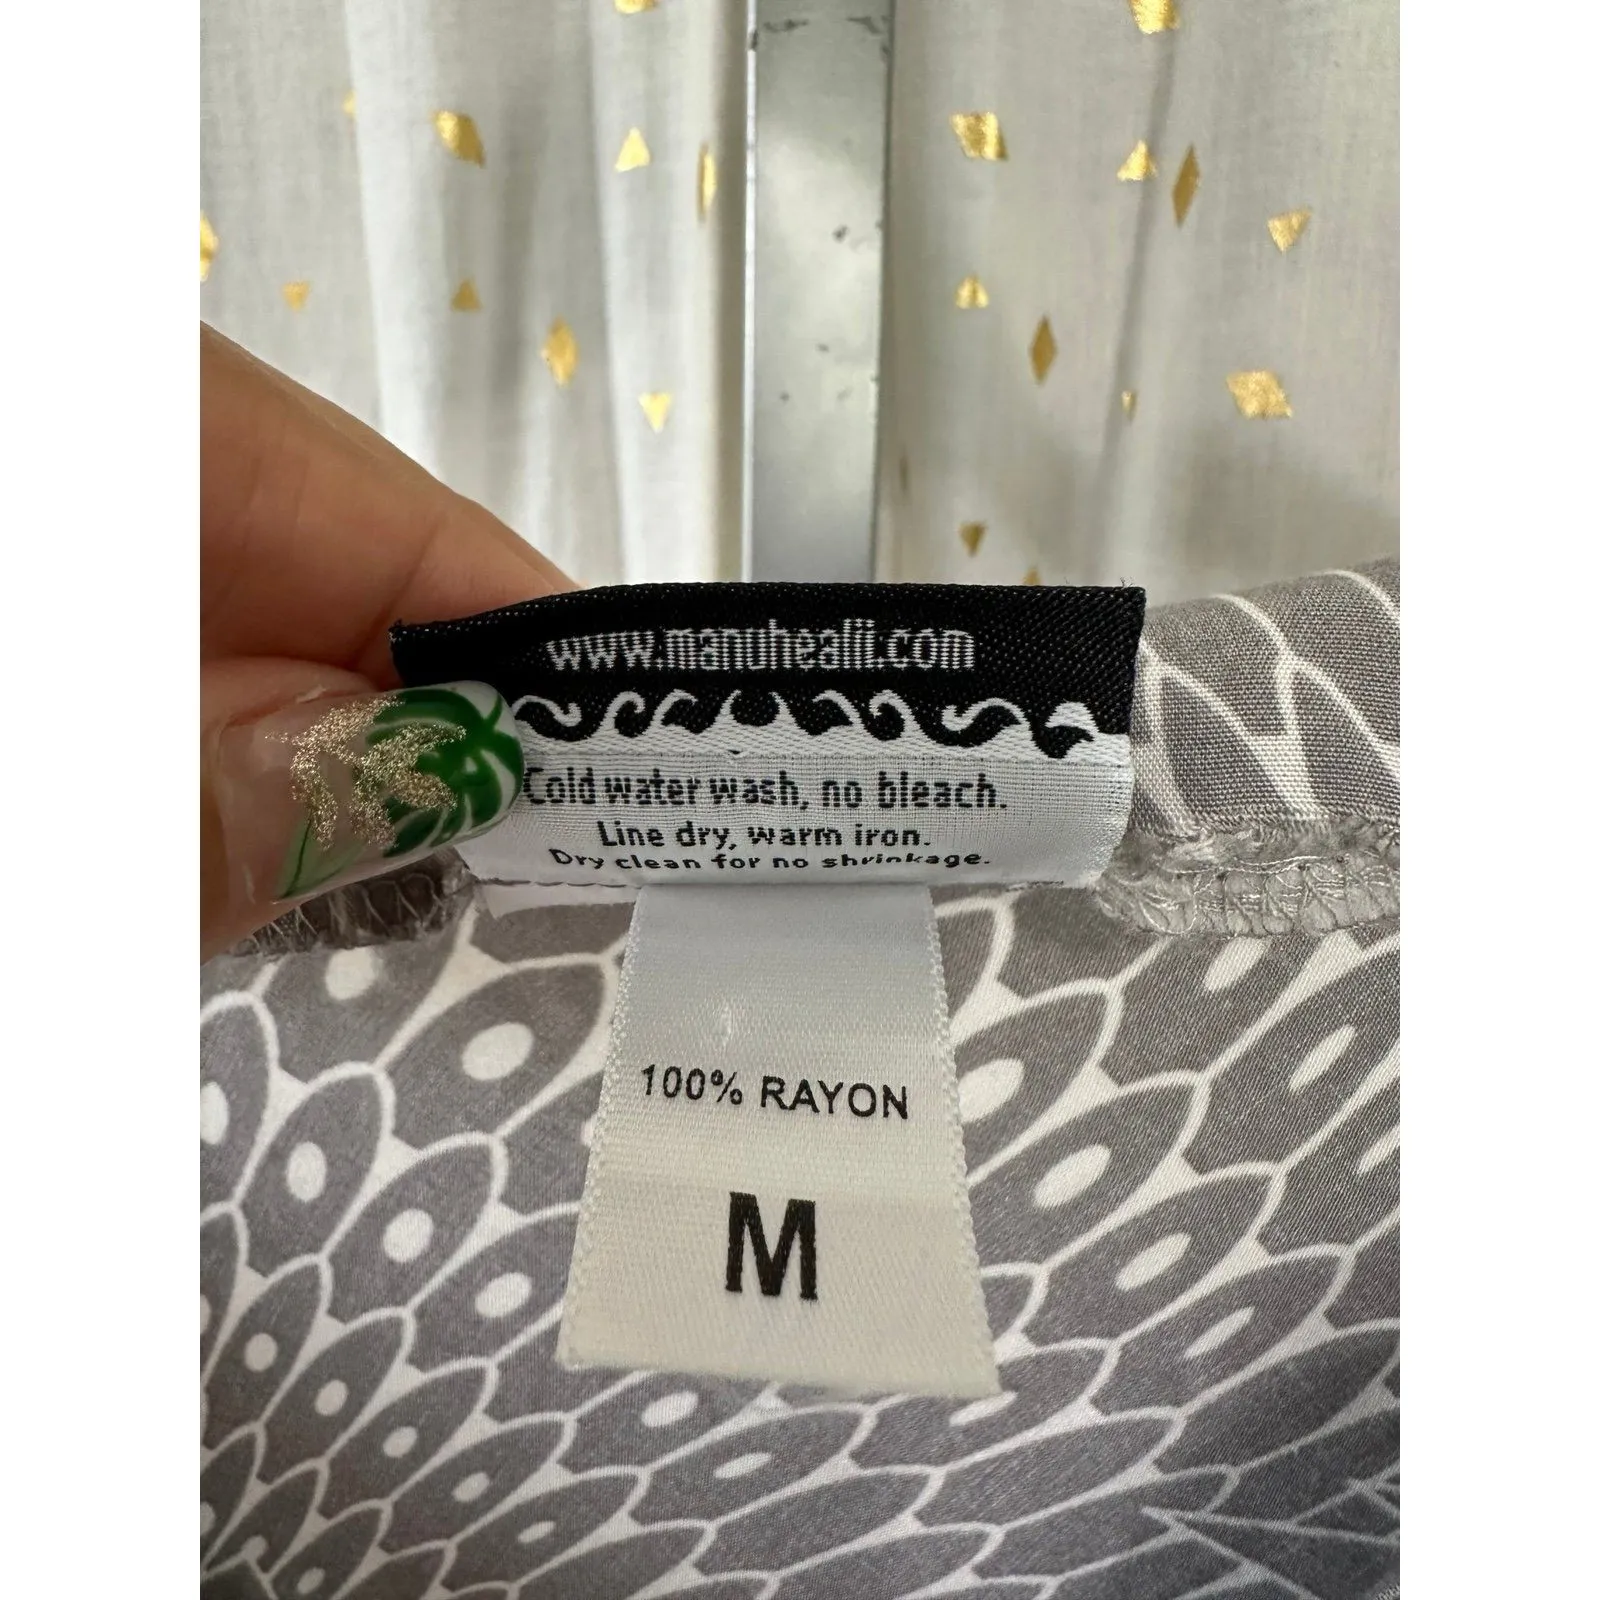 www.manuhealii.com
Cold water wash, no bleach.
Line dry, warm iron.
Dry clean for no shrinkage.
100% RAYON
M